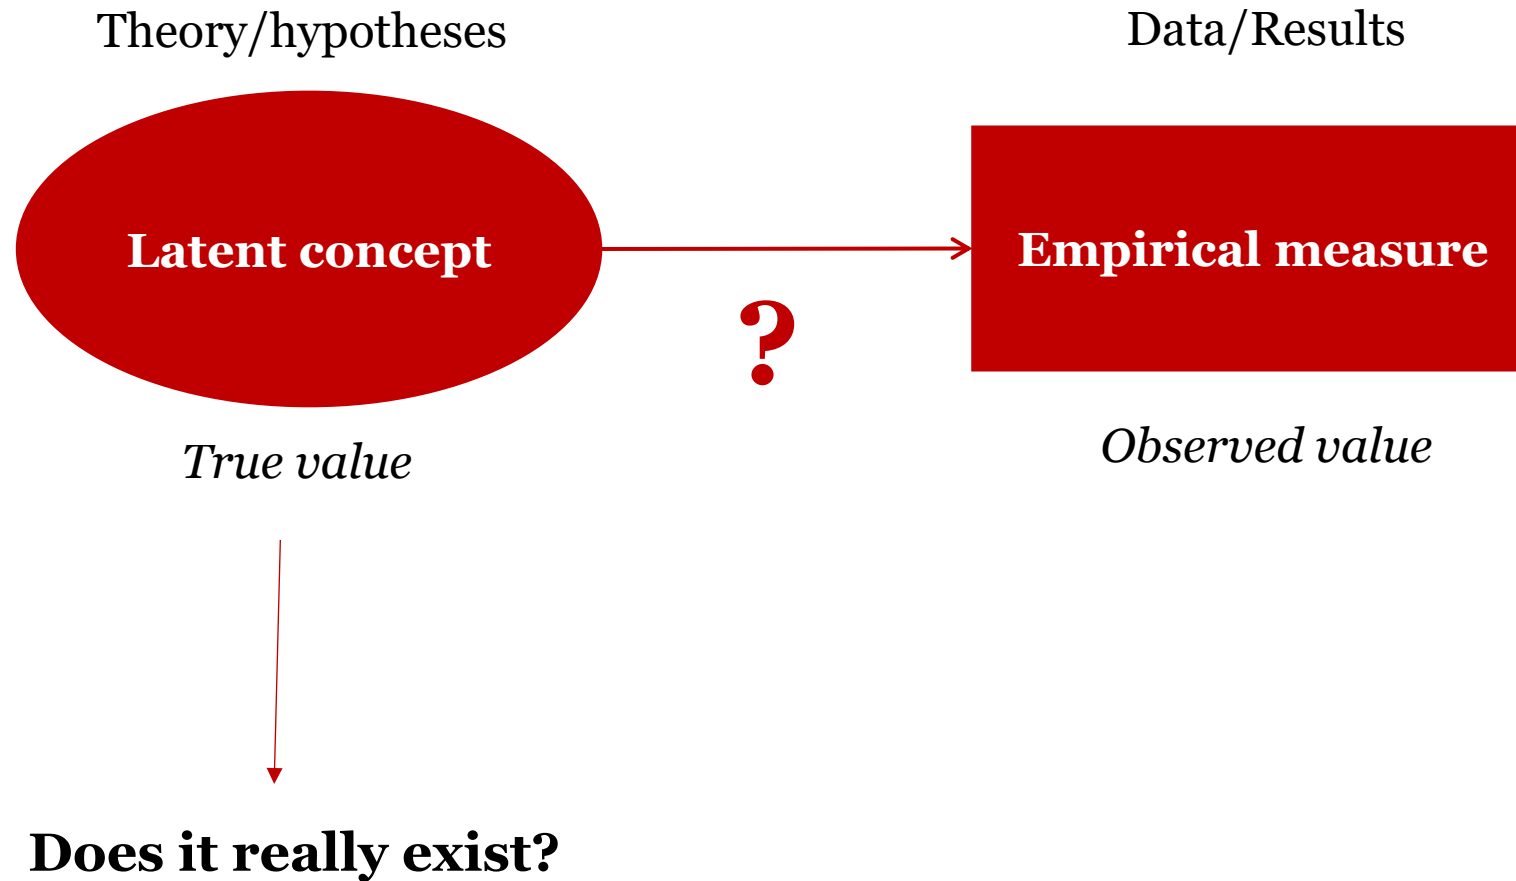 Theory/hypotheses
Data/Results
Latent concept
Empirical measure
?
True value
Observed value
Does it really exist?